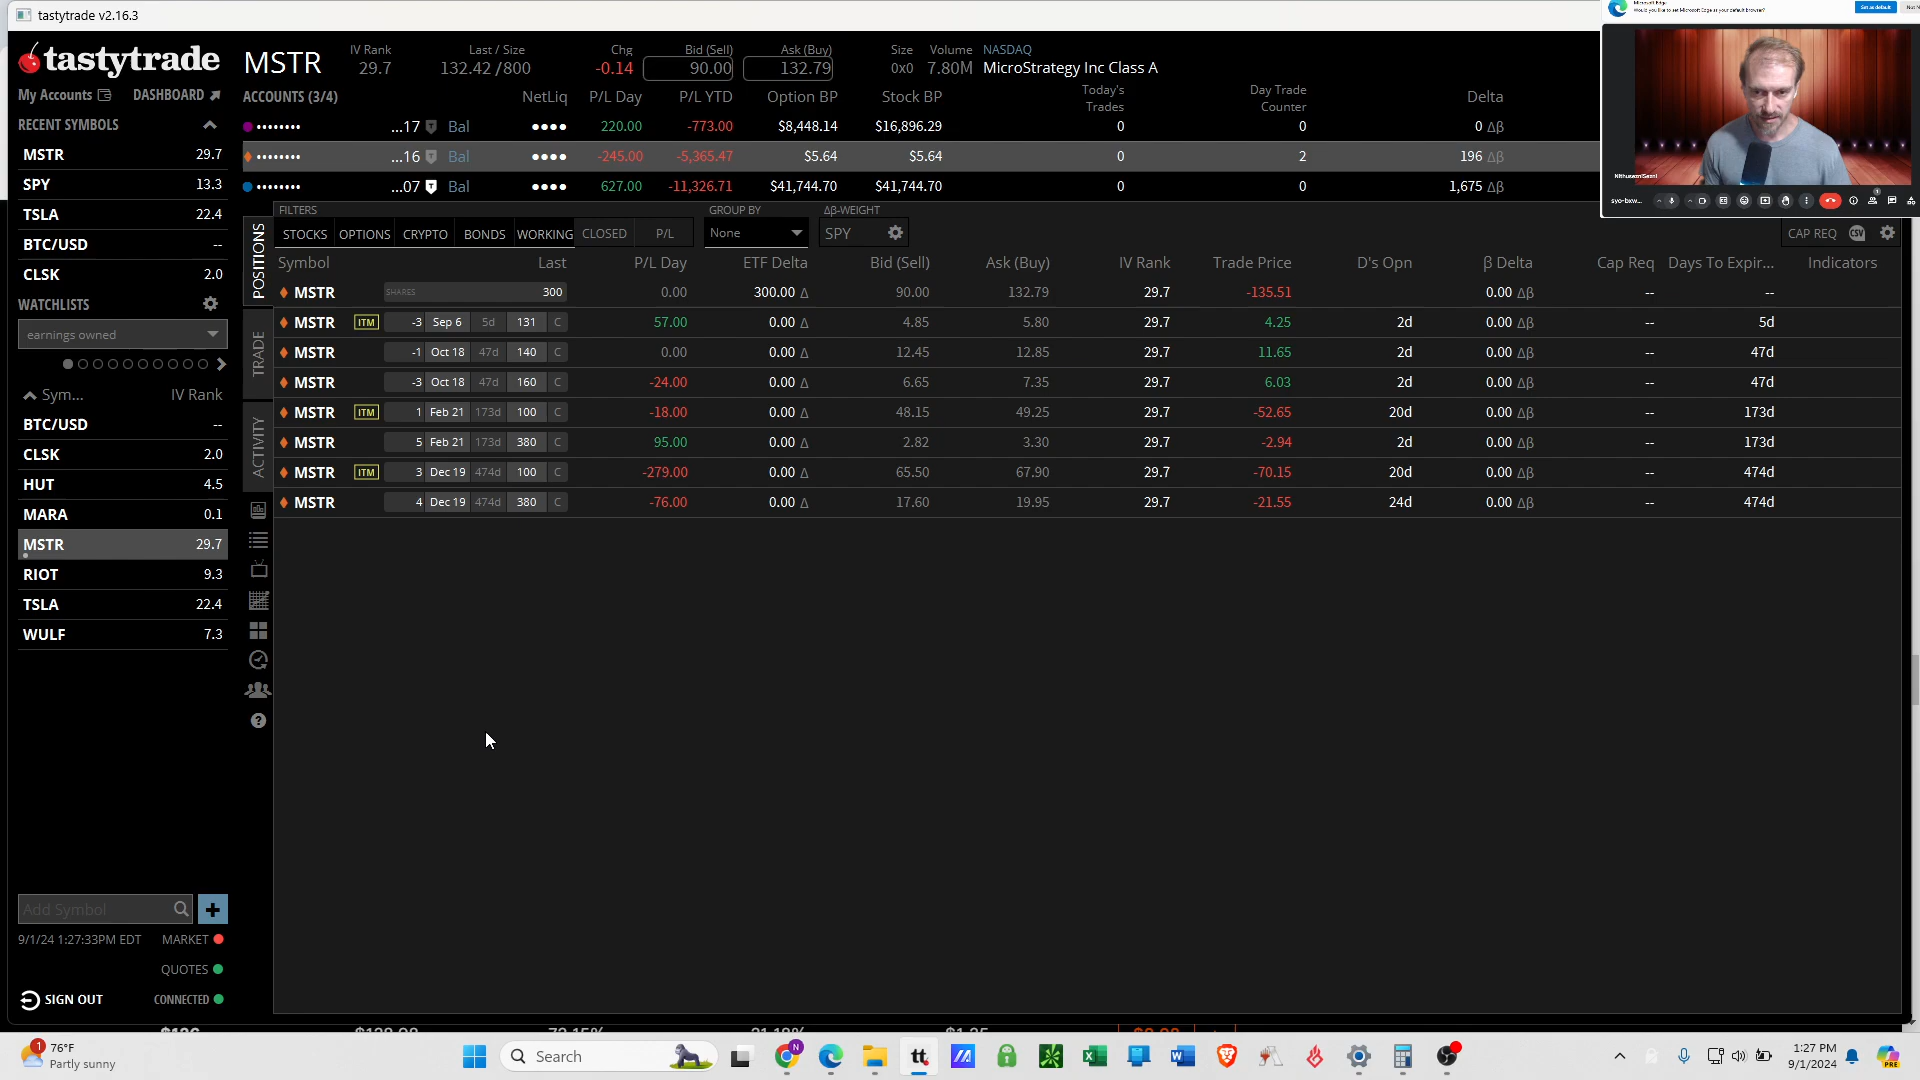 tastytrade v2.16.3
Microsoft Edge
Would you like to set Microsoft Edge as your default browser?
Set as default
tastytrade
My Accounts
DASHBOARD
MSTR
IV Rank
29.7
Last / Size
132.42 /800
Chg
-0.14
Bid (Sell)
90.00
Ask (Buy)
132.79
Size
0x0
Volume
7.80M
NASDAQ
MicroStrategy Inc Class A
ACCOUNTS (3/4) NetLiq P/L Day P/L YTD Option BP Stock BP Today's Trades Day Trade Counter Delta
•••••••• ...17 Bal •••• 220.00 -773.00 $8,448.14 $16,896.29 0 0 0 Δβ
•••••••• ...16 Bal •••• -245.00 -5,365.47 $5.64 $5.64 0 2 196 Δβ
•••••••• ...07 Bal •••• 627.00 -11,326.71 $41,744.70 $41,744.70 0 0 1,675 Δβ
RECENT SYMBOLS
MSTR 29.7
SPY 13.3
TSLA 22.4
BTC/USD --
CLSK 2.0
WATCHLISTS
earnings owned
Sym... IV Rank
BTC/USD --
CLSK 2.0
HUT 4.5
MARA 0.1
MSTR 29.7
RIOT 9.3
TSLA 22.4
WULF 7.3
Add Symbol
9/1/24 1:27:33PM EDT MARKET
QUOTES
SIGN OUT CONNECTED
POSITIONS
TRADE
ACTIVITY
FILTERS GROUP BY Δβ-WEIGHT
STOCKS OPTIONS CRYPTO BONDS WORKING CLOSED P/L None SPY CAP REQ CSV
Symbol Last P/L Day ETF Delta Bid (Sell) Ask (Buy) IV Rank Trade Price D's Opn β Delta Cap Req Days To Expir... Indicators
MSTR SHARES 300 0.00 300.00 Δ 90.00 132.79 29.7 -135.51 0.00 Δβ -- --
MSTR ITM -3 Sep 6 5d 131 C 57.00 0.00 Δ 4.85 5.80 29.7 4.25 2d 0.00 Δβ -- 5d
MSTR -1 Oct 18 47d 140 C 0.00 0.00 Δ 12.45 12.85 29.7 11.65 2d 0.00 Δβ -- 47d
MSTR -3 Oct 18 47d 160 C -24.00 0.00 Δ 6.65 7.35 29.7 6.03 2d 0.00 Δβ -- 47d
MSTR ITM 1 Feb 21 173d 100 C -18.00 0.00 Δ 48.15 49.25 29.7 -52.65 20d 0.00 Δβ -- 173d
MSTR 5 Feb 21 173d 380 C 95.00 0.00 Δ 2.82 3.30 29.7 -2.94 2d 0.00 Δβ -- 173d
MSTR ITM 3 Dec 19 474d 100 C -279.00 0.00 Δ 65.50 67.90 29.7 -70.15 20d 0.00 Δβ -- 474d
MSTR 4 Dec 19 474d 380 C -76.00 0.00 Δ 17.60 19.95 29.7 -21.55 24d 0.00 Δβ -- 474d
1
76°F
Partly sunny
Search
N
tt
PRE
1:27 PM
9/1/2024